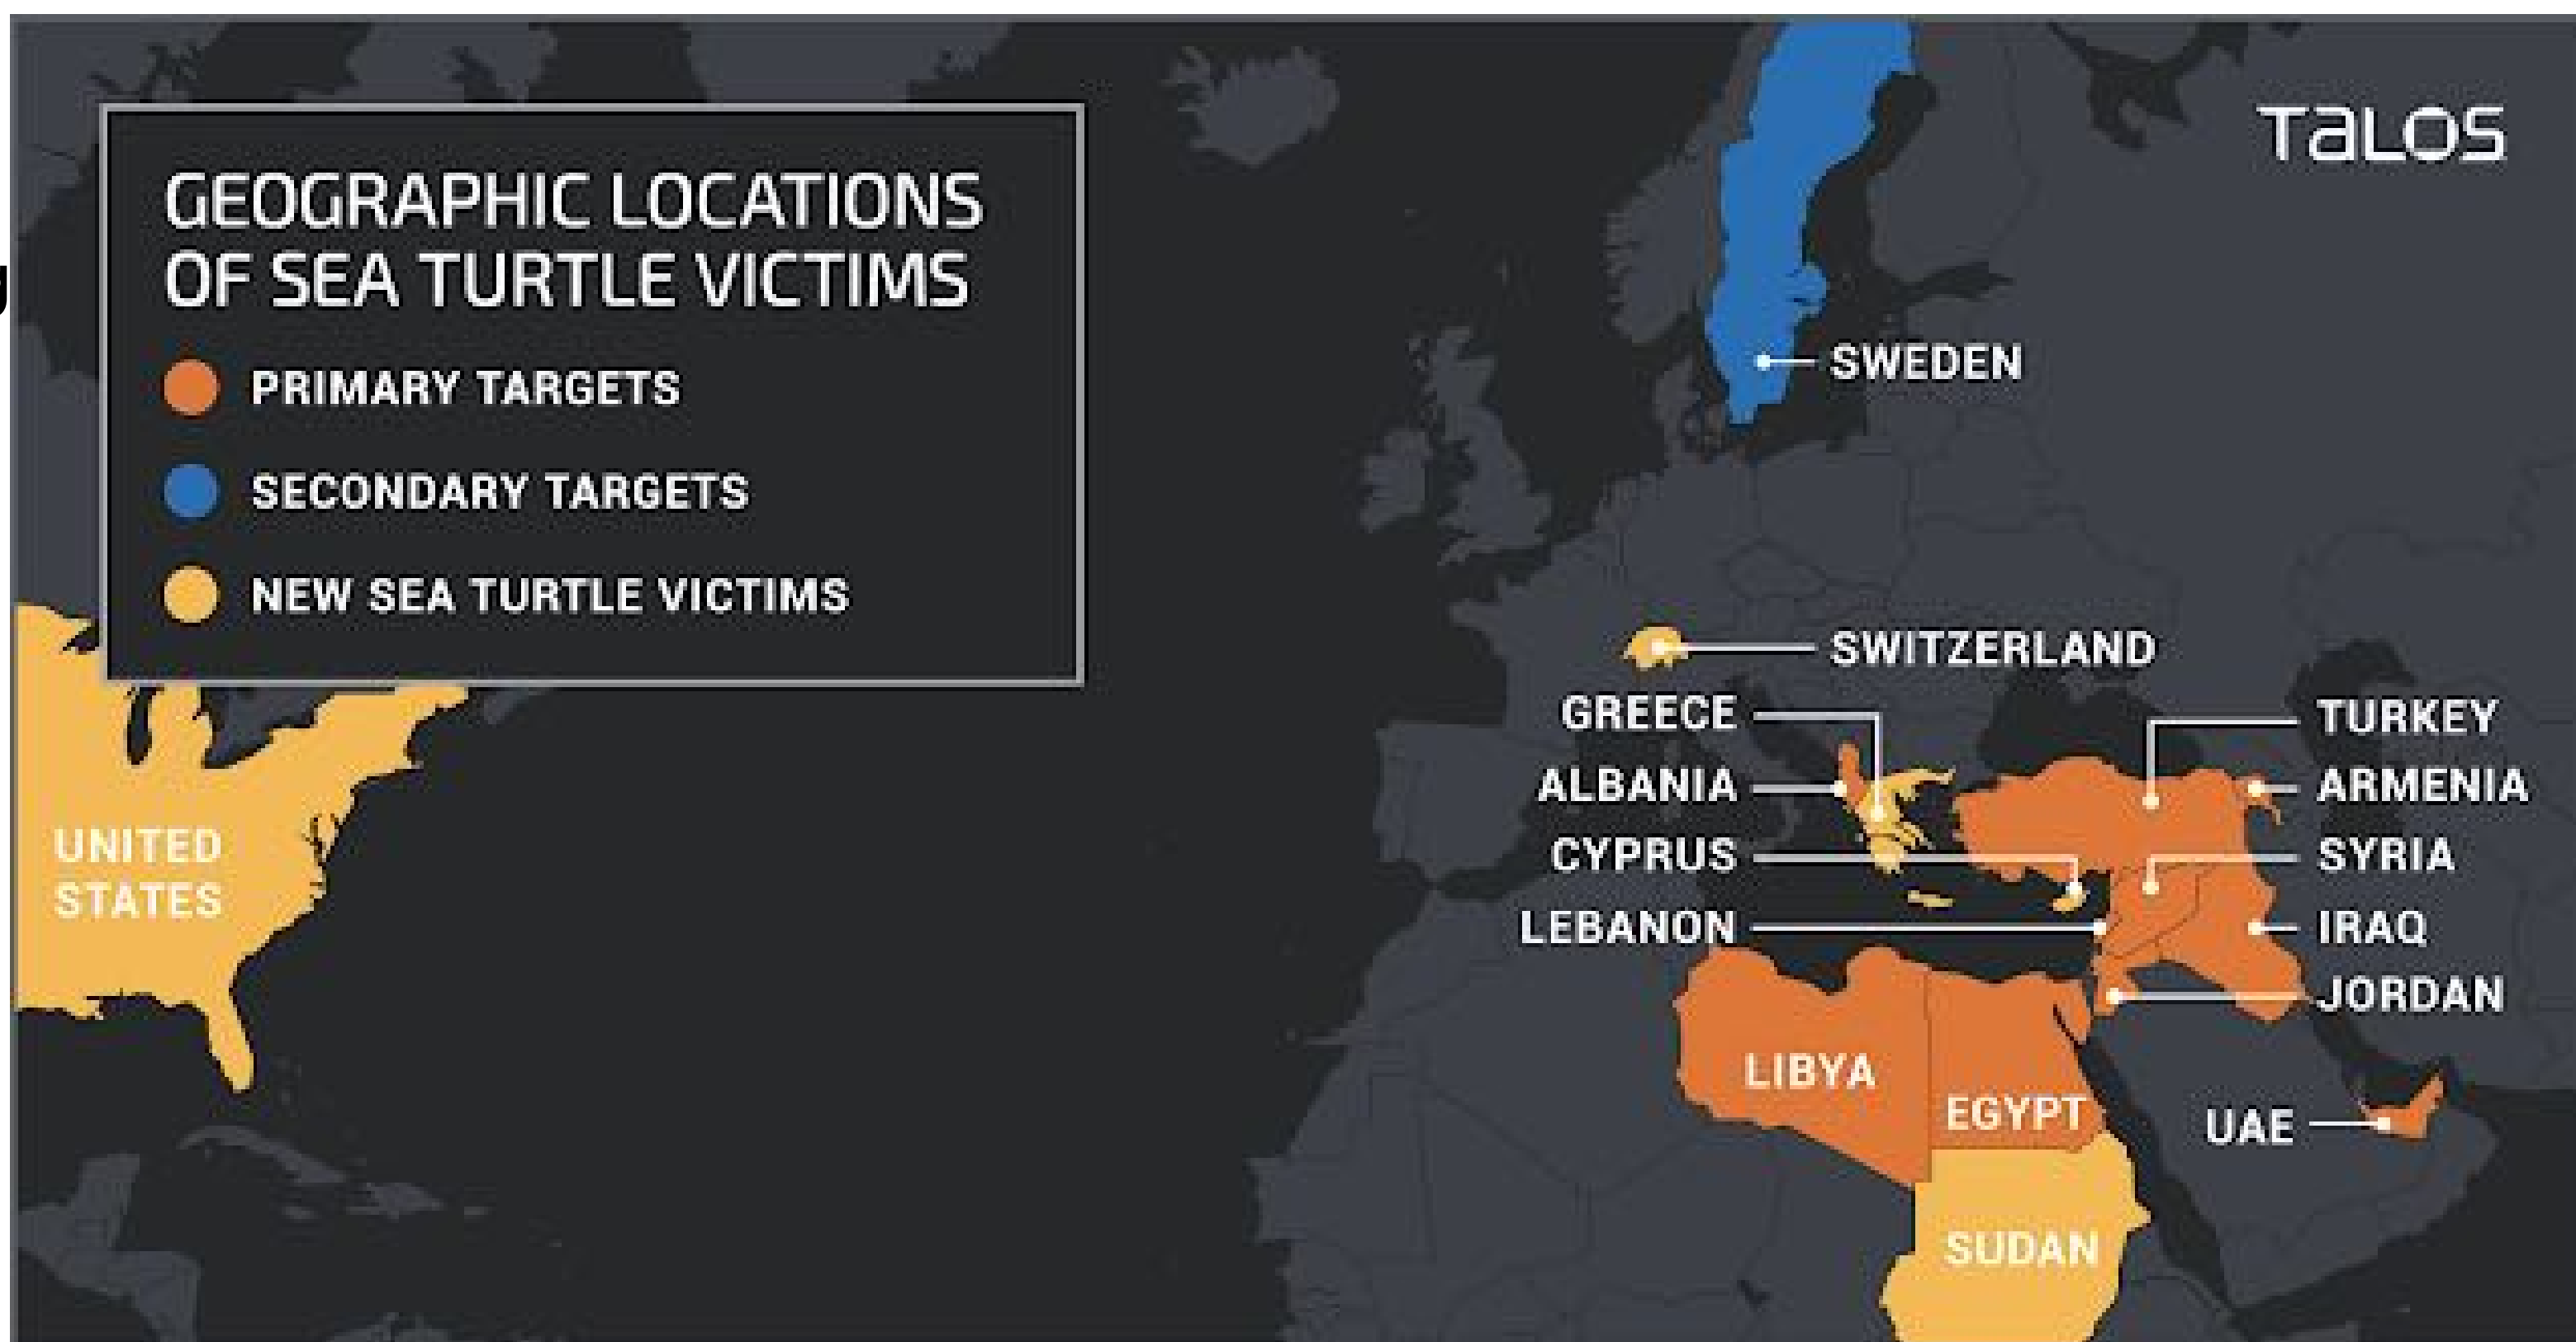 GEOGRAPHIC LOCATIONS
OF SEA TURTLE VICTIMS
PRIMARY TARGETS
SECONDARY TARGETS
NEW SEA TURTLE VICTIMS
TALOS
SWEDEN
SWITZERLAND
GREECE
TURKEY
ALBANIA
ARMENIA
CYPRUS
SYRIA
LEBANON
IRAQ
JORDAN
UNITED
STATES
LIBYA
EGYPT
UAE
SUDAN